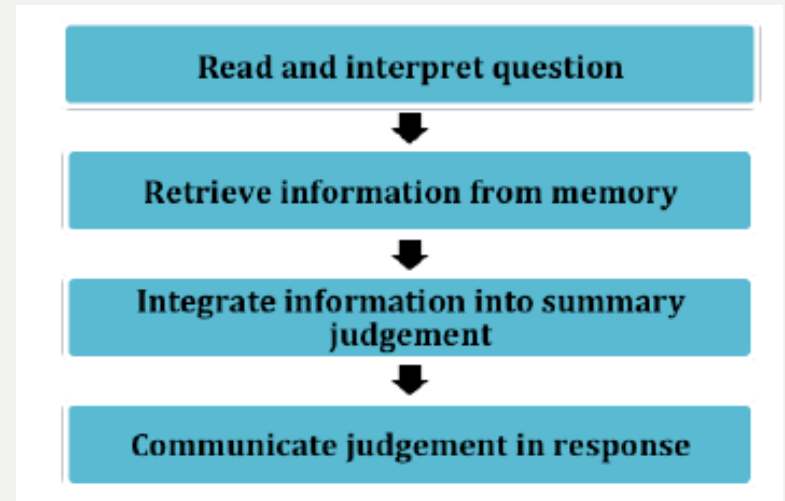 Read and interpret question
Retrieve information from memory
Integrate information into summary
judgement
Communicate judgement in response